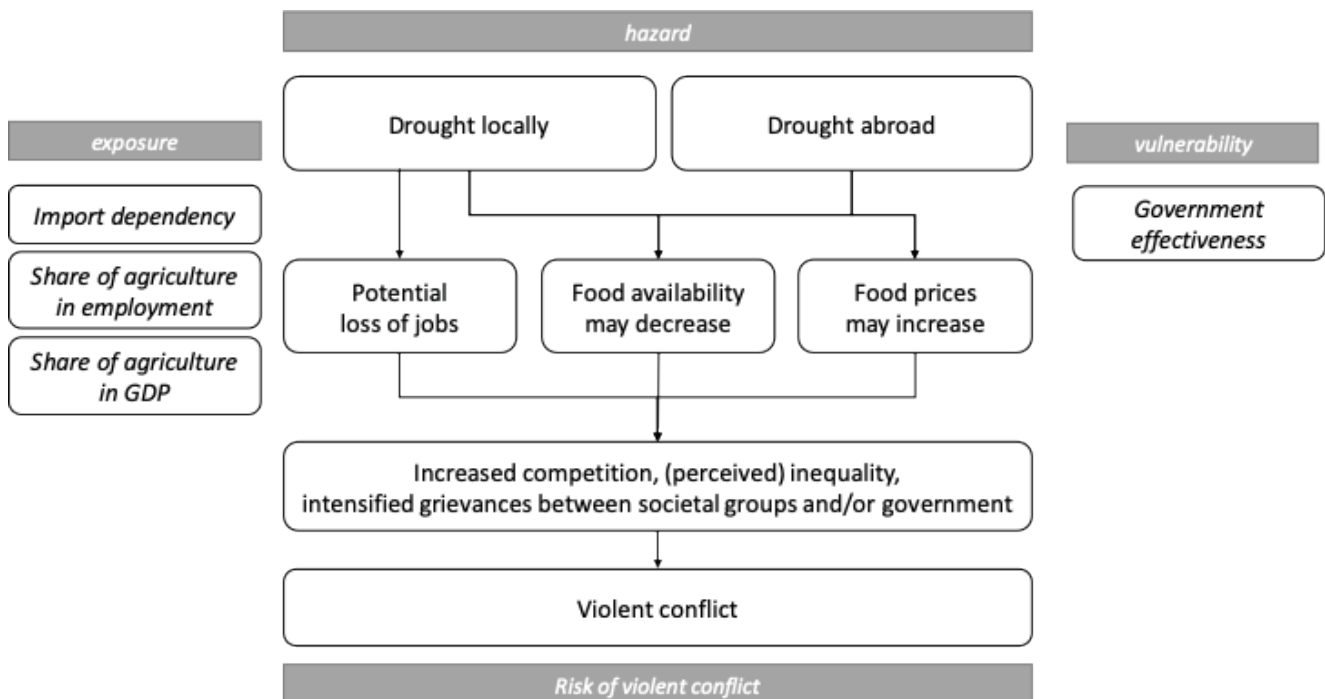 hazard
Drought locally
Drought abroad
exposure
vulnerability
Import dependency
Government
effectiveness
Share of agriculture
in employment
Potential
loss of jobs
Food availability
may decrease
Food prices
may increase
Share of agriculture
in GDP
Increased competition, (perceived) inequality,
intensified grievances between societal groups and/or government
Violent conflict
Risk of violent conflict